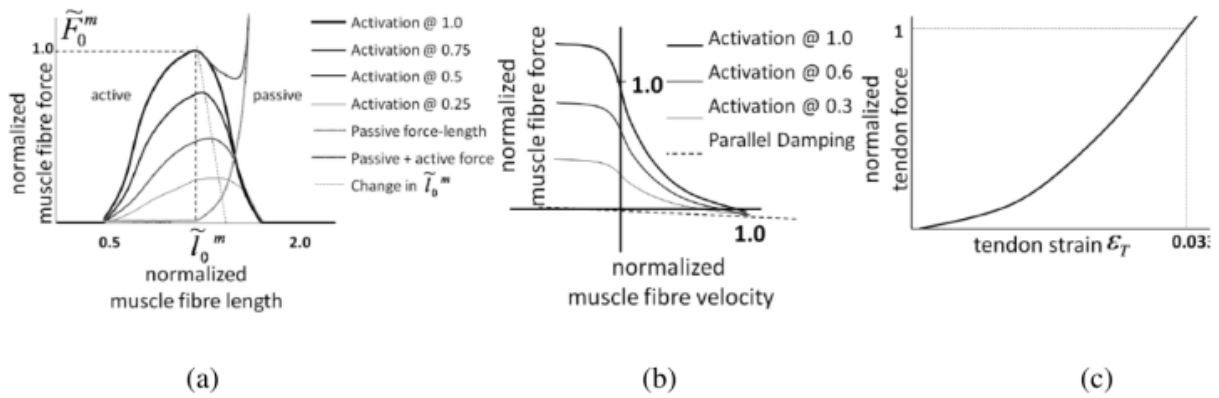 F̃₀ᵐ
1.0
normalized
muscle fibre force
active
passive
0.5
l̃₀ᵐ
2.0
normalized
muscle fibre length
Activation @ 1.0
Activation @ 0.75
Activation @ 0.5
Activation @ 0.25
Passive force-length
Passive + active force
Change in l̃₀ᵐ
(a)
normalized
muscle fibre force
1.0
1.0
Activation @ 1.0
Activation @ 0.6
Activation @ 0.3
Parallel Damping
normalized
muscle fibre velocity
(b)
normalized
tendon force
1
tendon strain ε_T
(c)